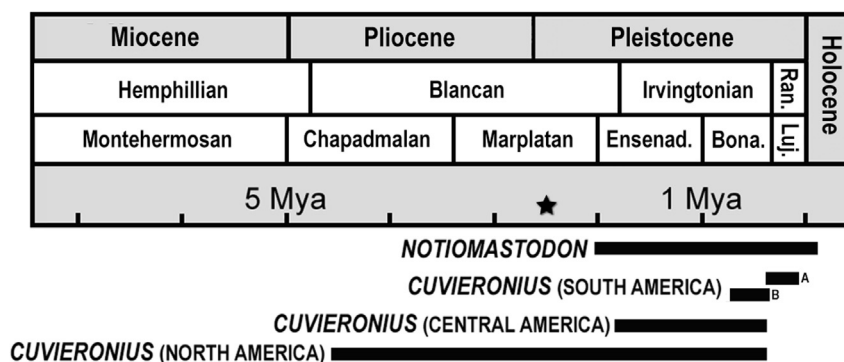 Miocene Pliocene Pleistocene Holocene
Hemphillian Blancan Irvingtonian Ran.
Montehermosan Chapadmalan Marplatan Ensenad. Bona. Luj.
5 Mya 1 Mya
NOTIOMASTODON
CUVIERONIUS (SOUTH AMERICA) A
B
CUVIERONIUS (CENTRAL AMERICA)
CUVIERONIUS (NORTH AMERICA)